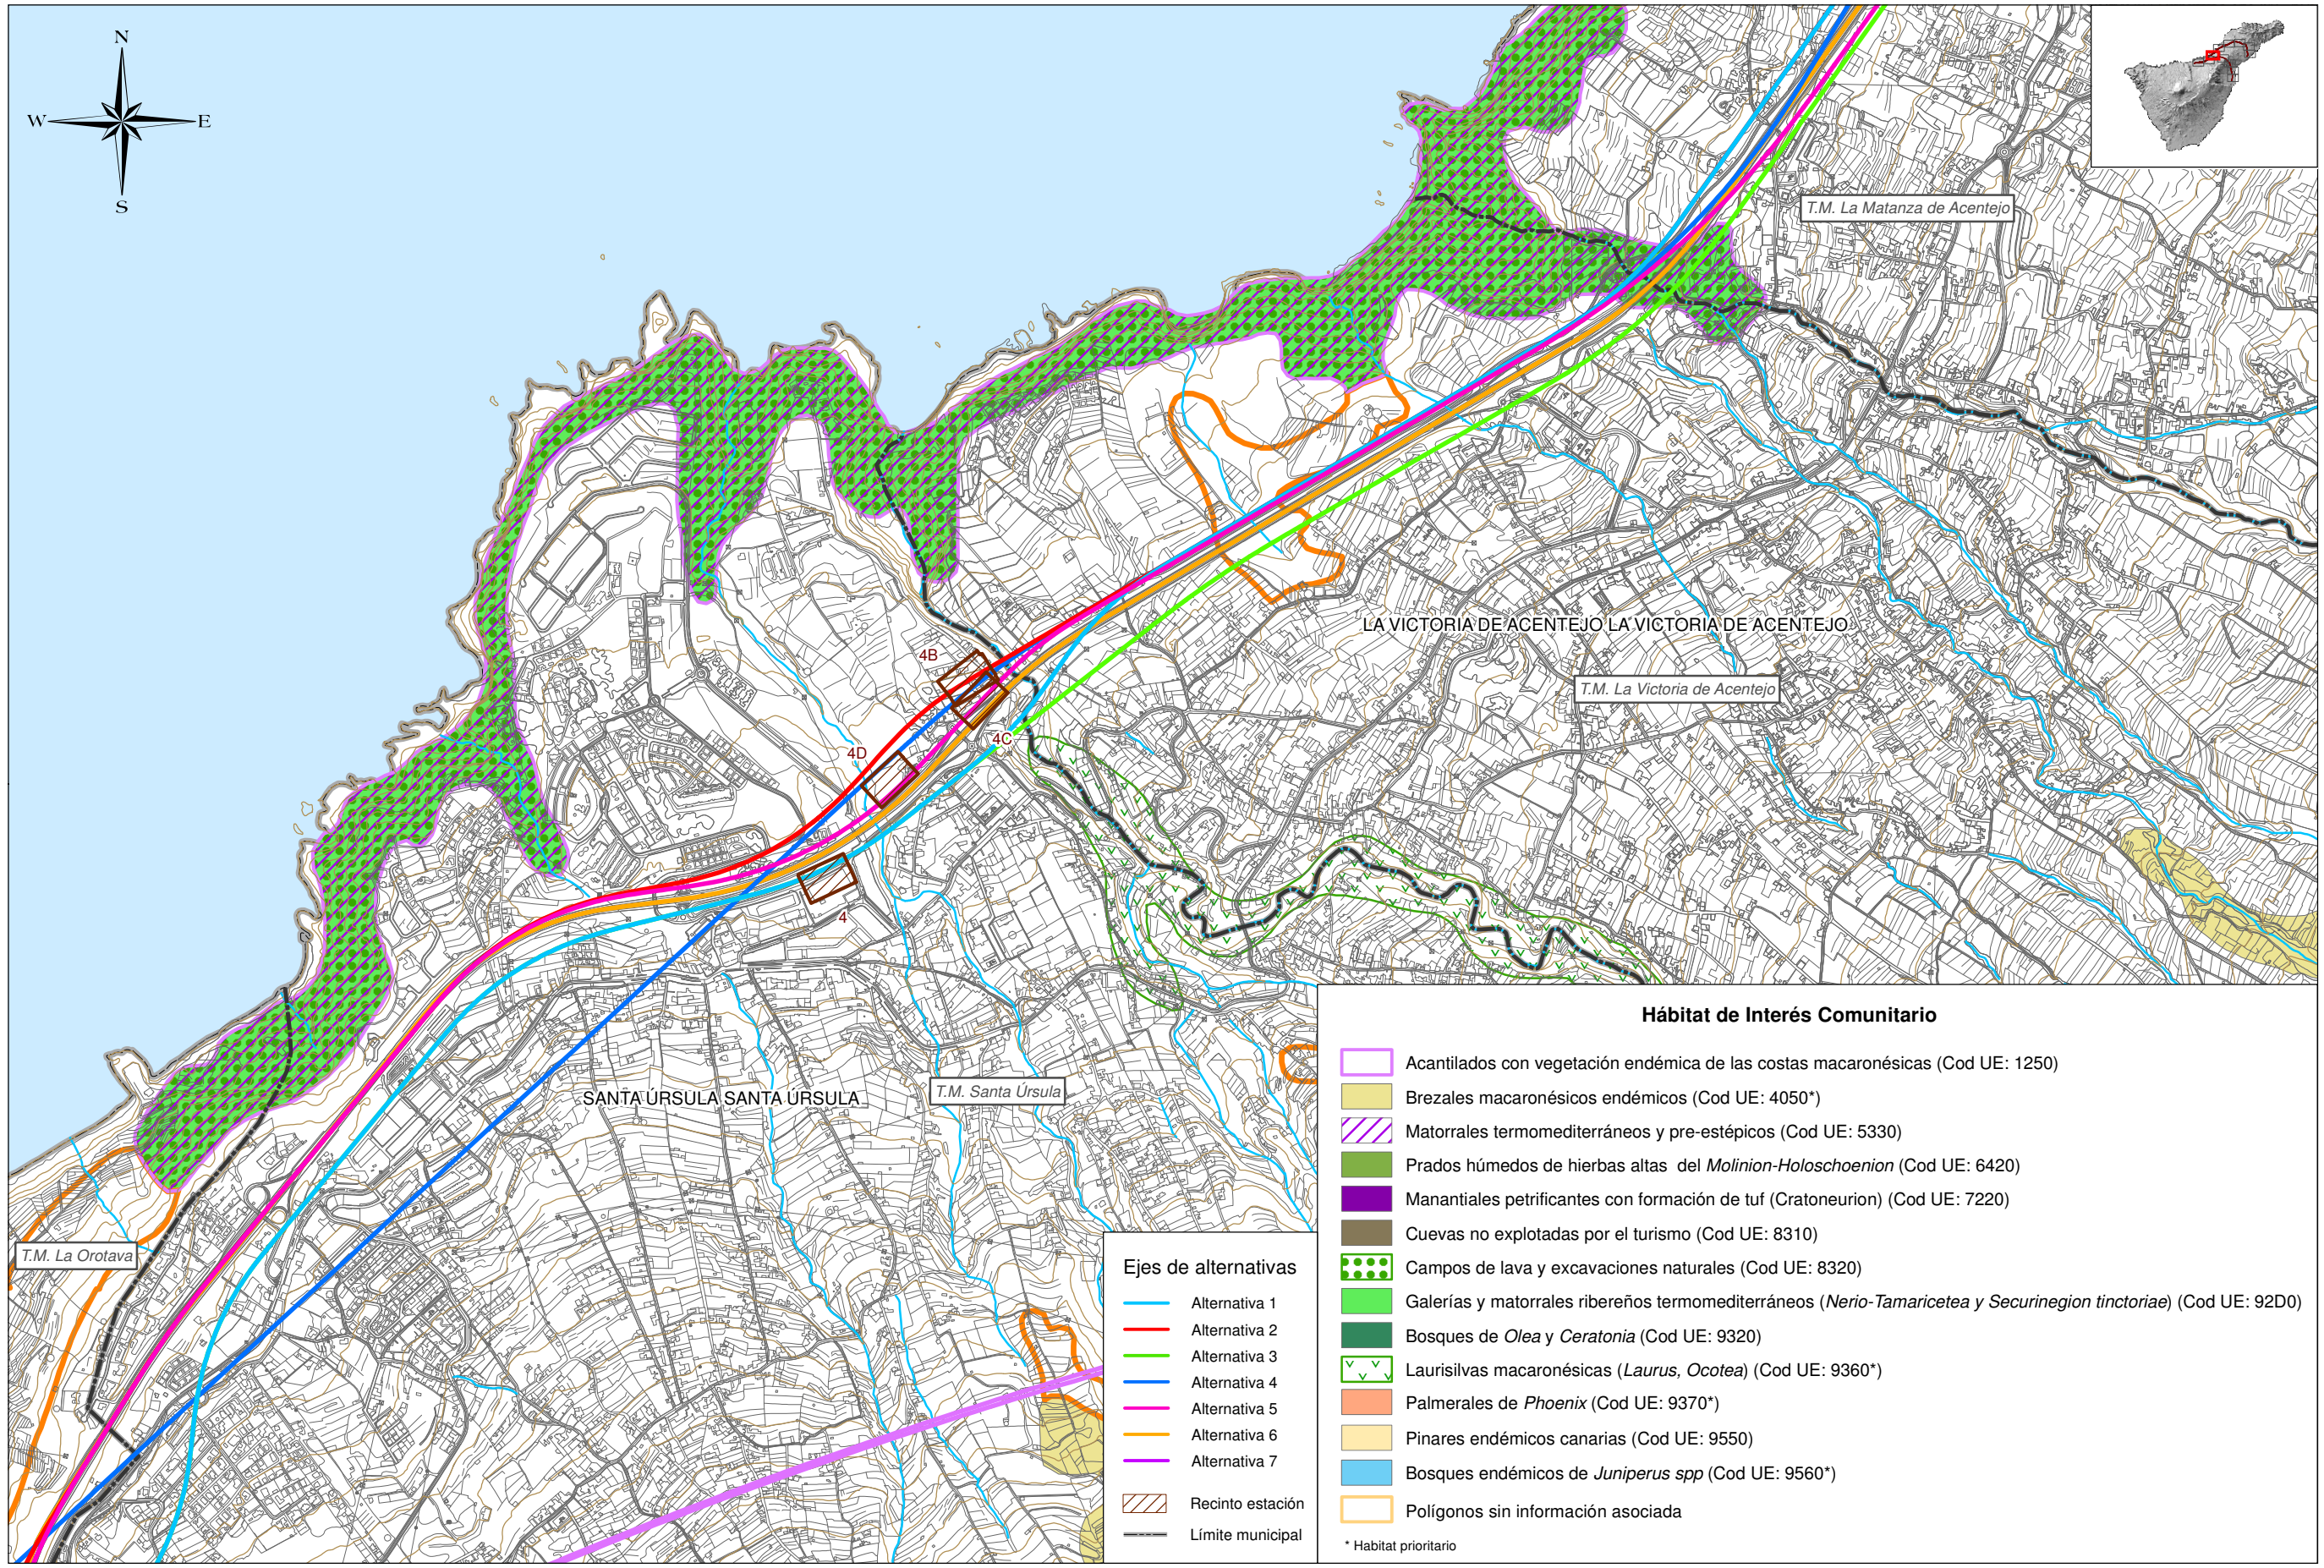 N
W
E
S
T.M. La Matanza de Acentejo
LA VICTORIA DE ACENTEJO LA VICTORIA DE ACENTEJO
4B
T.M. La Victoria de Acentejo
4C
4D
4
SANTA ÚRSULA SANTA ÚRSULA
T.M. Santa Úrsula
T.M. La Orotava
Ejes de alternativas
Alternativa 1
Alternativa 2
Alternativa 3
Alternativa 4
Alternativa 5
Alternativa 6
Alternativa 7
Recinto estación
Límite municipal
Hábitat de Interés Comunitario
Acantilados con vegetación endémica de las costas macaronésicas (Cod UE: 1250)
Brezales macaronésicos endémicos (Cod UE: 4050*)
Matorrales termomediterráneos y pre-estépicos (Cod UE: 5330)
Prados húmedos de hierbas altas del Molinion-Holoschoenion (Cod UE: 6420)
Manantiales petrificantes con formación de tuf (Cratoneurion) (Cod UE: 7220)
Cuevas no explotadas por el turismo (Cod UE: 8310)
Campos de lava y excavaciones naturales (Cod UE: 8320)
Galerías y matorrales ribereños termomediterráneos (Nerio-Tamaricetea y Securinegion tinctoriae) (Cod UE: 92D0)
Bosques de Olea y Ceratonia (Cod UE: 9320)
Laurisilvas macaronésicas (Laurus, Ocotea) (Cod UE: 9360*)
Palmerales de Phoenix (Cod UE: 9370*)
Pinares endémicos canarias (Cod UE: 9550)
Bosques endémicos de Juniperus spp (Cod UE: 9560*)
Polígonos sin información asociada
* Habitat prioritario